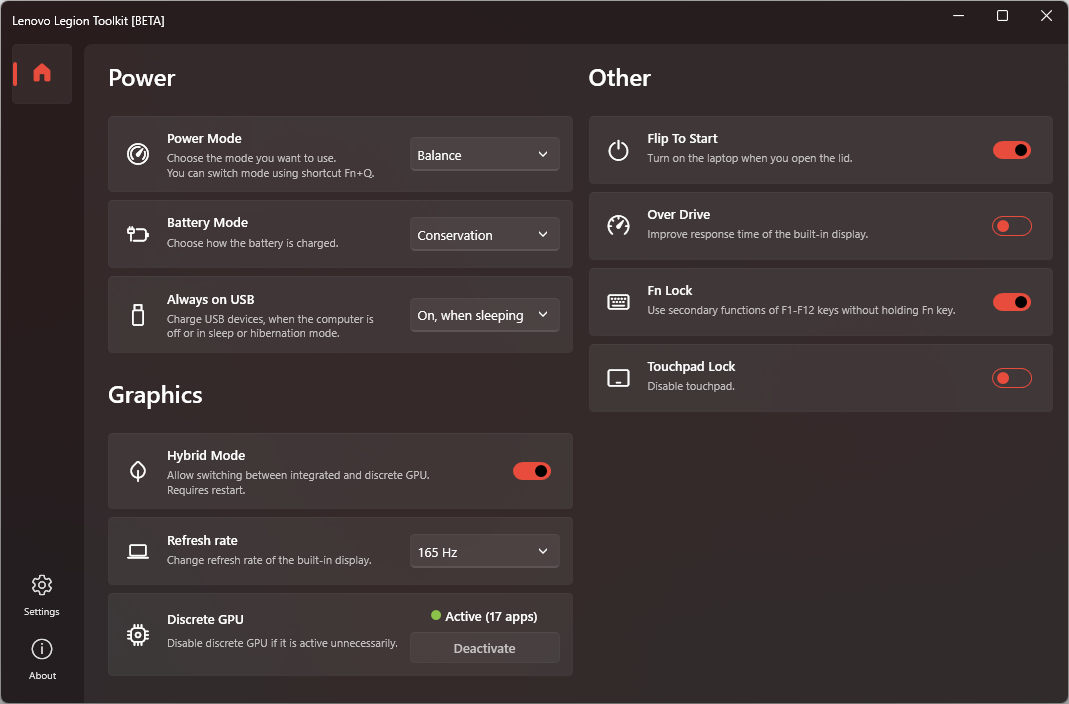 Lenovo Legion Toolkit [BETA]
Power
Power Mode
Choose the mode you want to use.
You can switch mode using shortcut Fn+Q.
Balance
Battery Mode
Choose how the battery is charged.
Conservation
Always on USB
Charge USB devices, when the computer is
off or in sleep or hibernation mode.
On, when sleeping
Graphics
Hybrid Mode
Allow switching between integrated and discrete GPU.
Requires restart.
Refresh rate
Change refresh rate of the built-in display.
165 Hz
Discrete GPU
Disable discrete GPU if it is active unnecessarily.
Active (17 apps)
Deactivate
Other
Flip To Start
Turn on the laptop when you open the lid.
Over Drive
Improve response time of the built-in display.
Fn Lock
Use secondary functions of F1-F12 keys without holding Fn key.
Touchpad Lock
Disable touchpad.
Settings
About